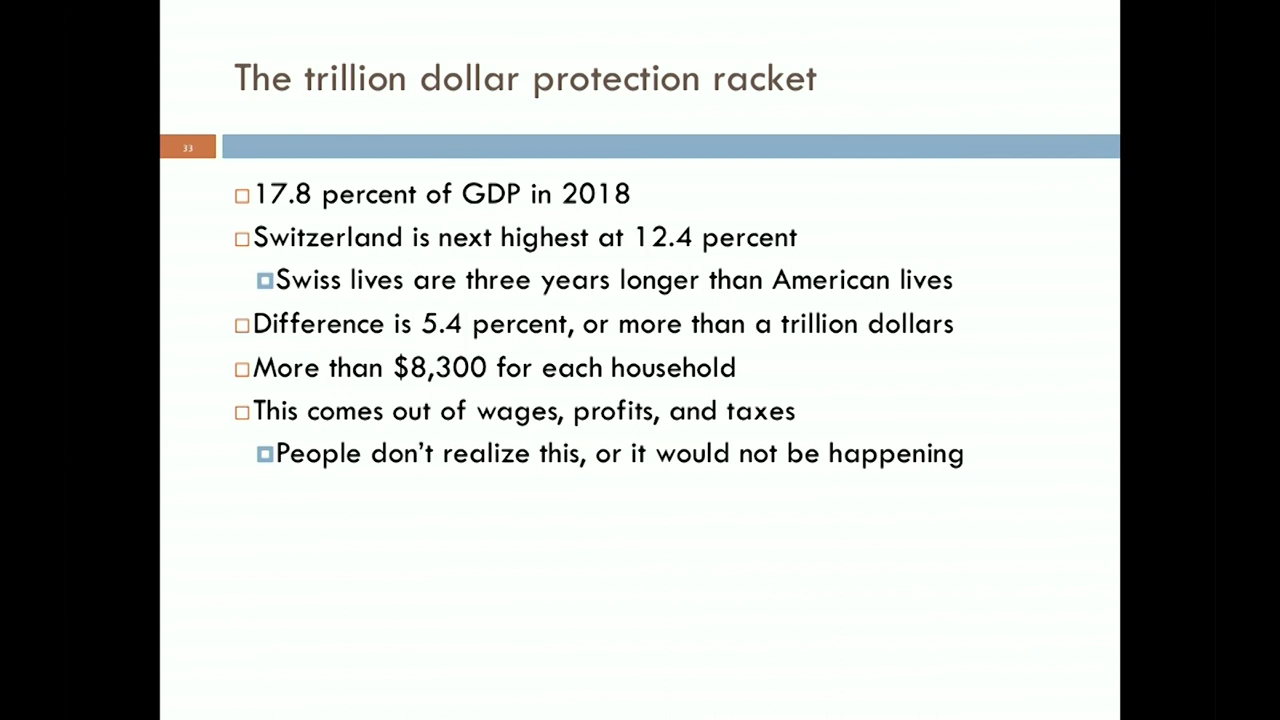 The trillion dollar protection racket
33
17.8 percent of GDP in 2018
Switzerland is next highest at 12.4 percent
Swiss lives are three years longer than American lives
Difference is 5.4 percent, or more than a trillion dollars
More than $8,300 for each household
This comes out of wages, profits, and taxes
People don’t realize this, or it would not be happening